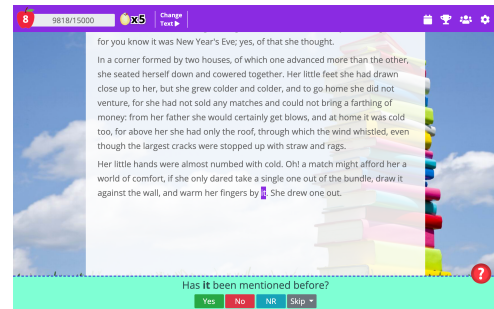 8 9818/15000 x5 Change
Text ▶
for you know it was New Year's Eve; yes, of that she thought.
In a corner formed by two houses, of which one advanced more than the other,
she seated herself down and cowered together. Her little feet she had drawn
close up to her, but she grew colder and colder, and to go home she did not
venture, for she had not sold any matches and could not bring a farthing of
money: from her father she would certainly get blows, and at home it was cold
too, for above her she had only the roof, through which the wind whistled, even
though the largest cracks were stopped up with straw and rags.
Her little hands were almost numbed with cold. Oh! a match might afford her a
world of comfort, if she only dared take a single one out of the bundle, draw it
against the wall, and warm her fingers by it. She drew one out.
?
Has it been mentioned before?
Yes No NR Skip